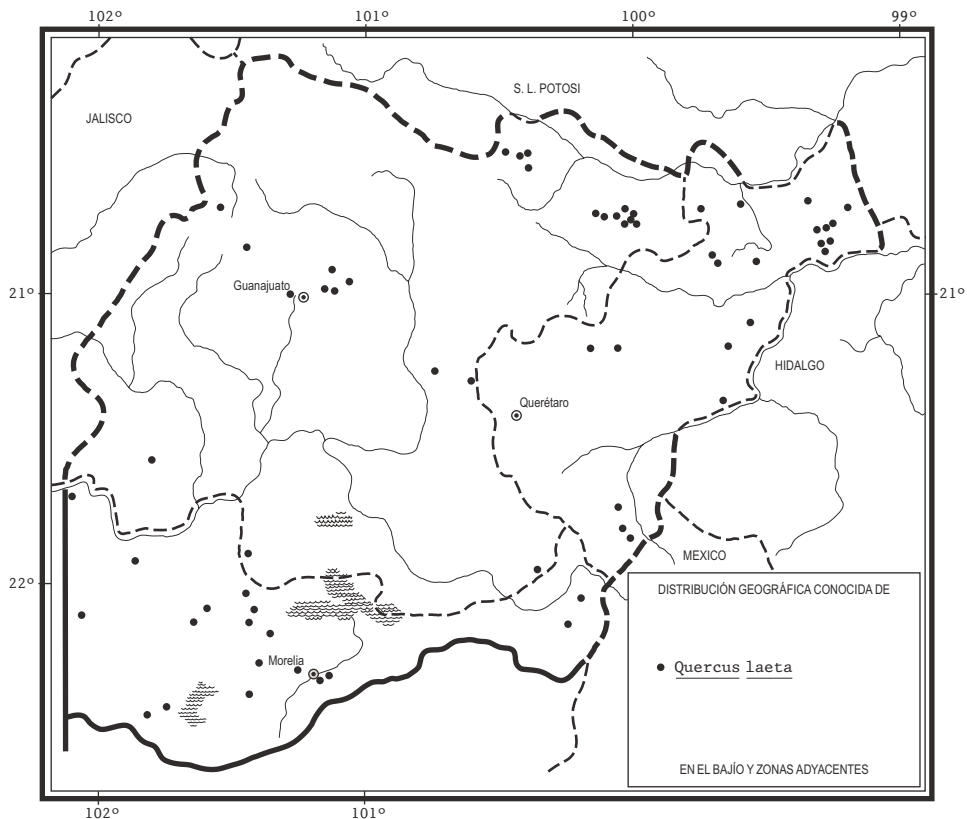 102° 101° 100° 99°
S. L. POTOSI
JALISCO
Guanajuato
21° 21°
HIDALGO
Querétaro
MEXICO
22°
DISTRIBUCIÓN GEOGRÁFICA CONOCIDA DE
Morelia
Quercus laeta
EN EL BAJÍO Y ZONAS ADYACENTES
102° 101°